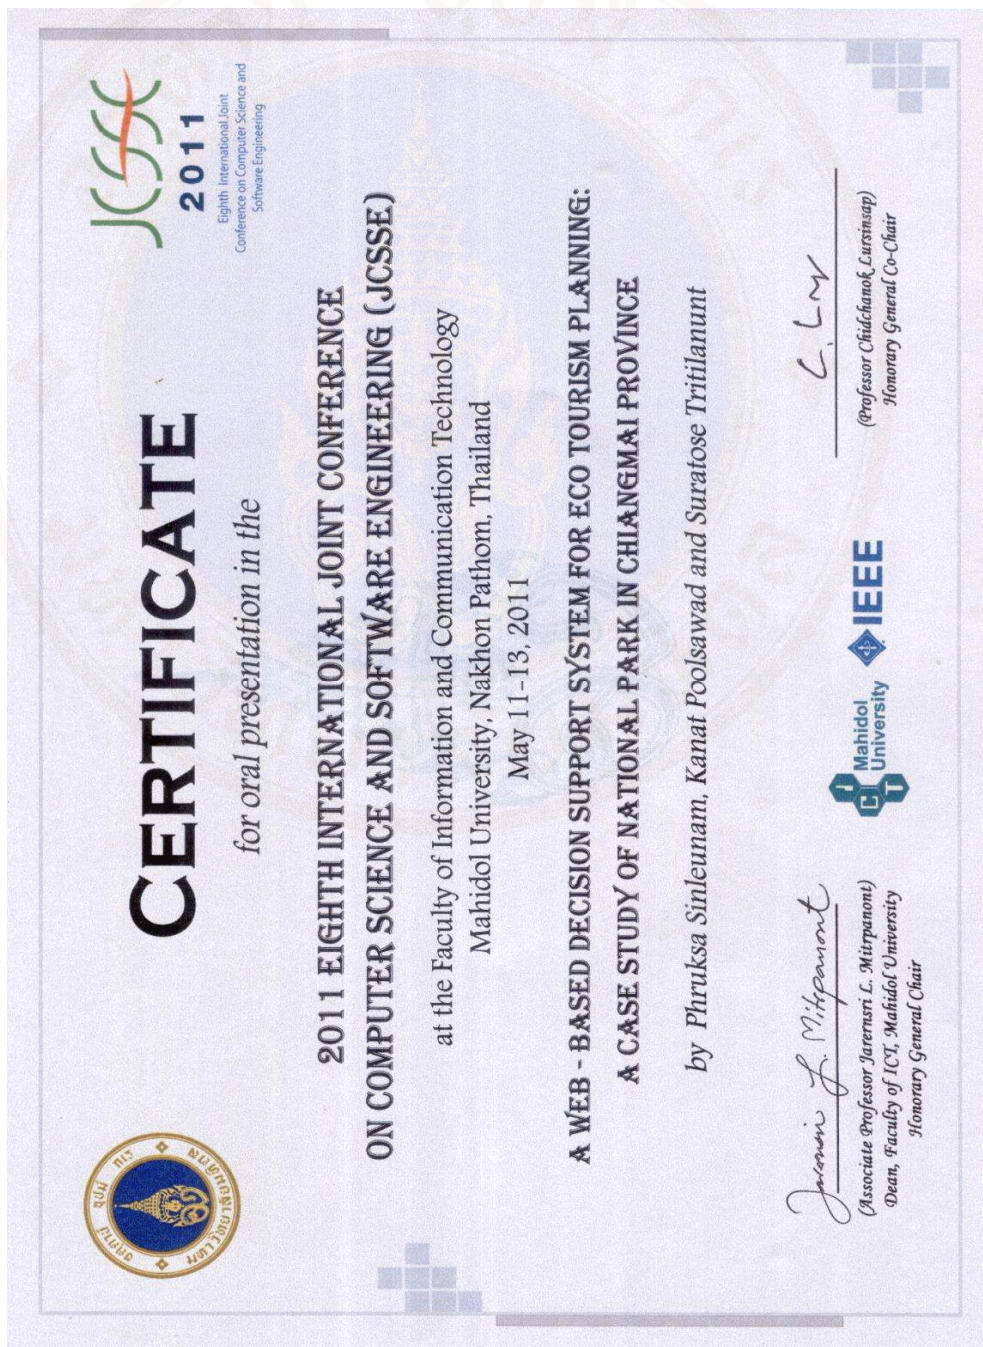 JCSSE
2011
Eighth International Joint
Conference on Computer Science and
Software Engineering
CERTIFICATE
for oral presentation in the
2011 EIGHTH INTERNATIONAL JOINT CONFERENCE
ON COMPUTER SCIENCE AND SOFTWARE ENGINEERING (JCSSE)
at the Faculty of Information and Communication Technology
Mahidol University, Nakhon Pathom, Thailand
May 11-13, 2011
A WEB - BASED DECISION SUPPORT SYSTEM FOR ECO TOURISM PLANNING:
A CASE STUDY OF NATIONAL PARK IN CHIANGMAI PROVINCE
by Phruksa Sinleunam, Kanat Poolsawad and Suratose Tritilanunt
Jarernsri L. Mitrpanont
(Associate Professor Jarernsri L. Mitrpanont)
Dean, Faculty of ICT, Mahidol University
Honorary General Chair
ICT
Mahidol
University
IEEE
C. Lur
(Professor Chidchanok Lursinsap)
Honorary General Co-Chair